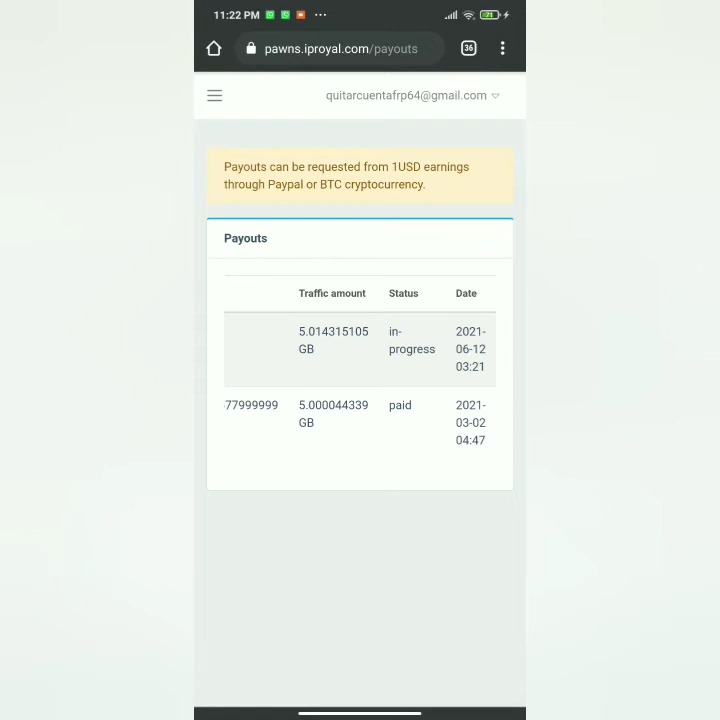 11:22 PM
71
pawns.iproyal.com/payouts
36
quitarcuentafrp64@gmail.com
Payouts can be requested from 1USD earnings
through Paypal or BTC cryptocurrency.
Payouts
Traffic amount Status Date
5.014315105 in- 2021-
GB progress 06-12
03:21
77999999 5.000044339 paid 2021-
GB 03-02
04:47